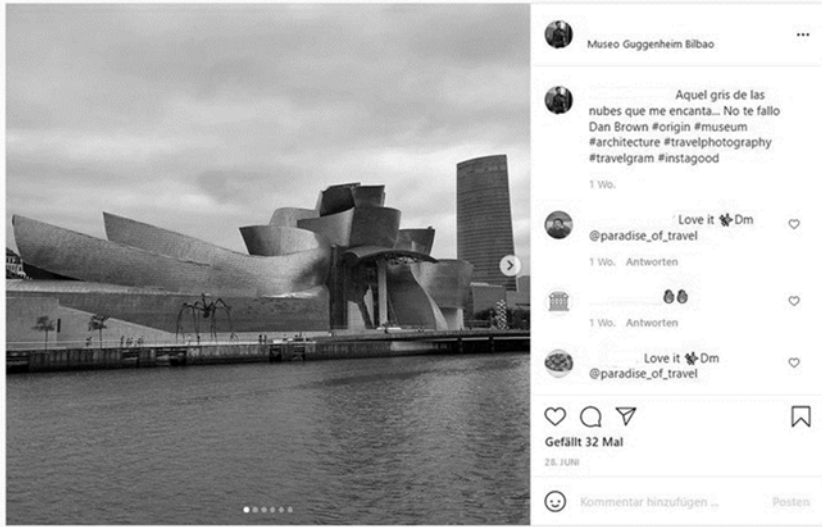 Museo Guggenheim Bilbao
Aquel gris de las
nubes que me encanta... No te fallo
Dan Brown #origin #museum
#architecture #travelphotography
#travelgram #instagood
1 Wo.
Love it Dm
@paradise_of_travel
1 Wo. Antworten
1 Wo. Antworten
Love it Dm
@paradise_of_travel
Gefällt 32 Mal
28. JUNI
Kommentar hinzufügen ... Posten